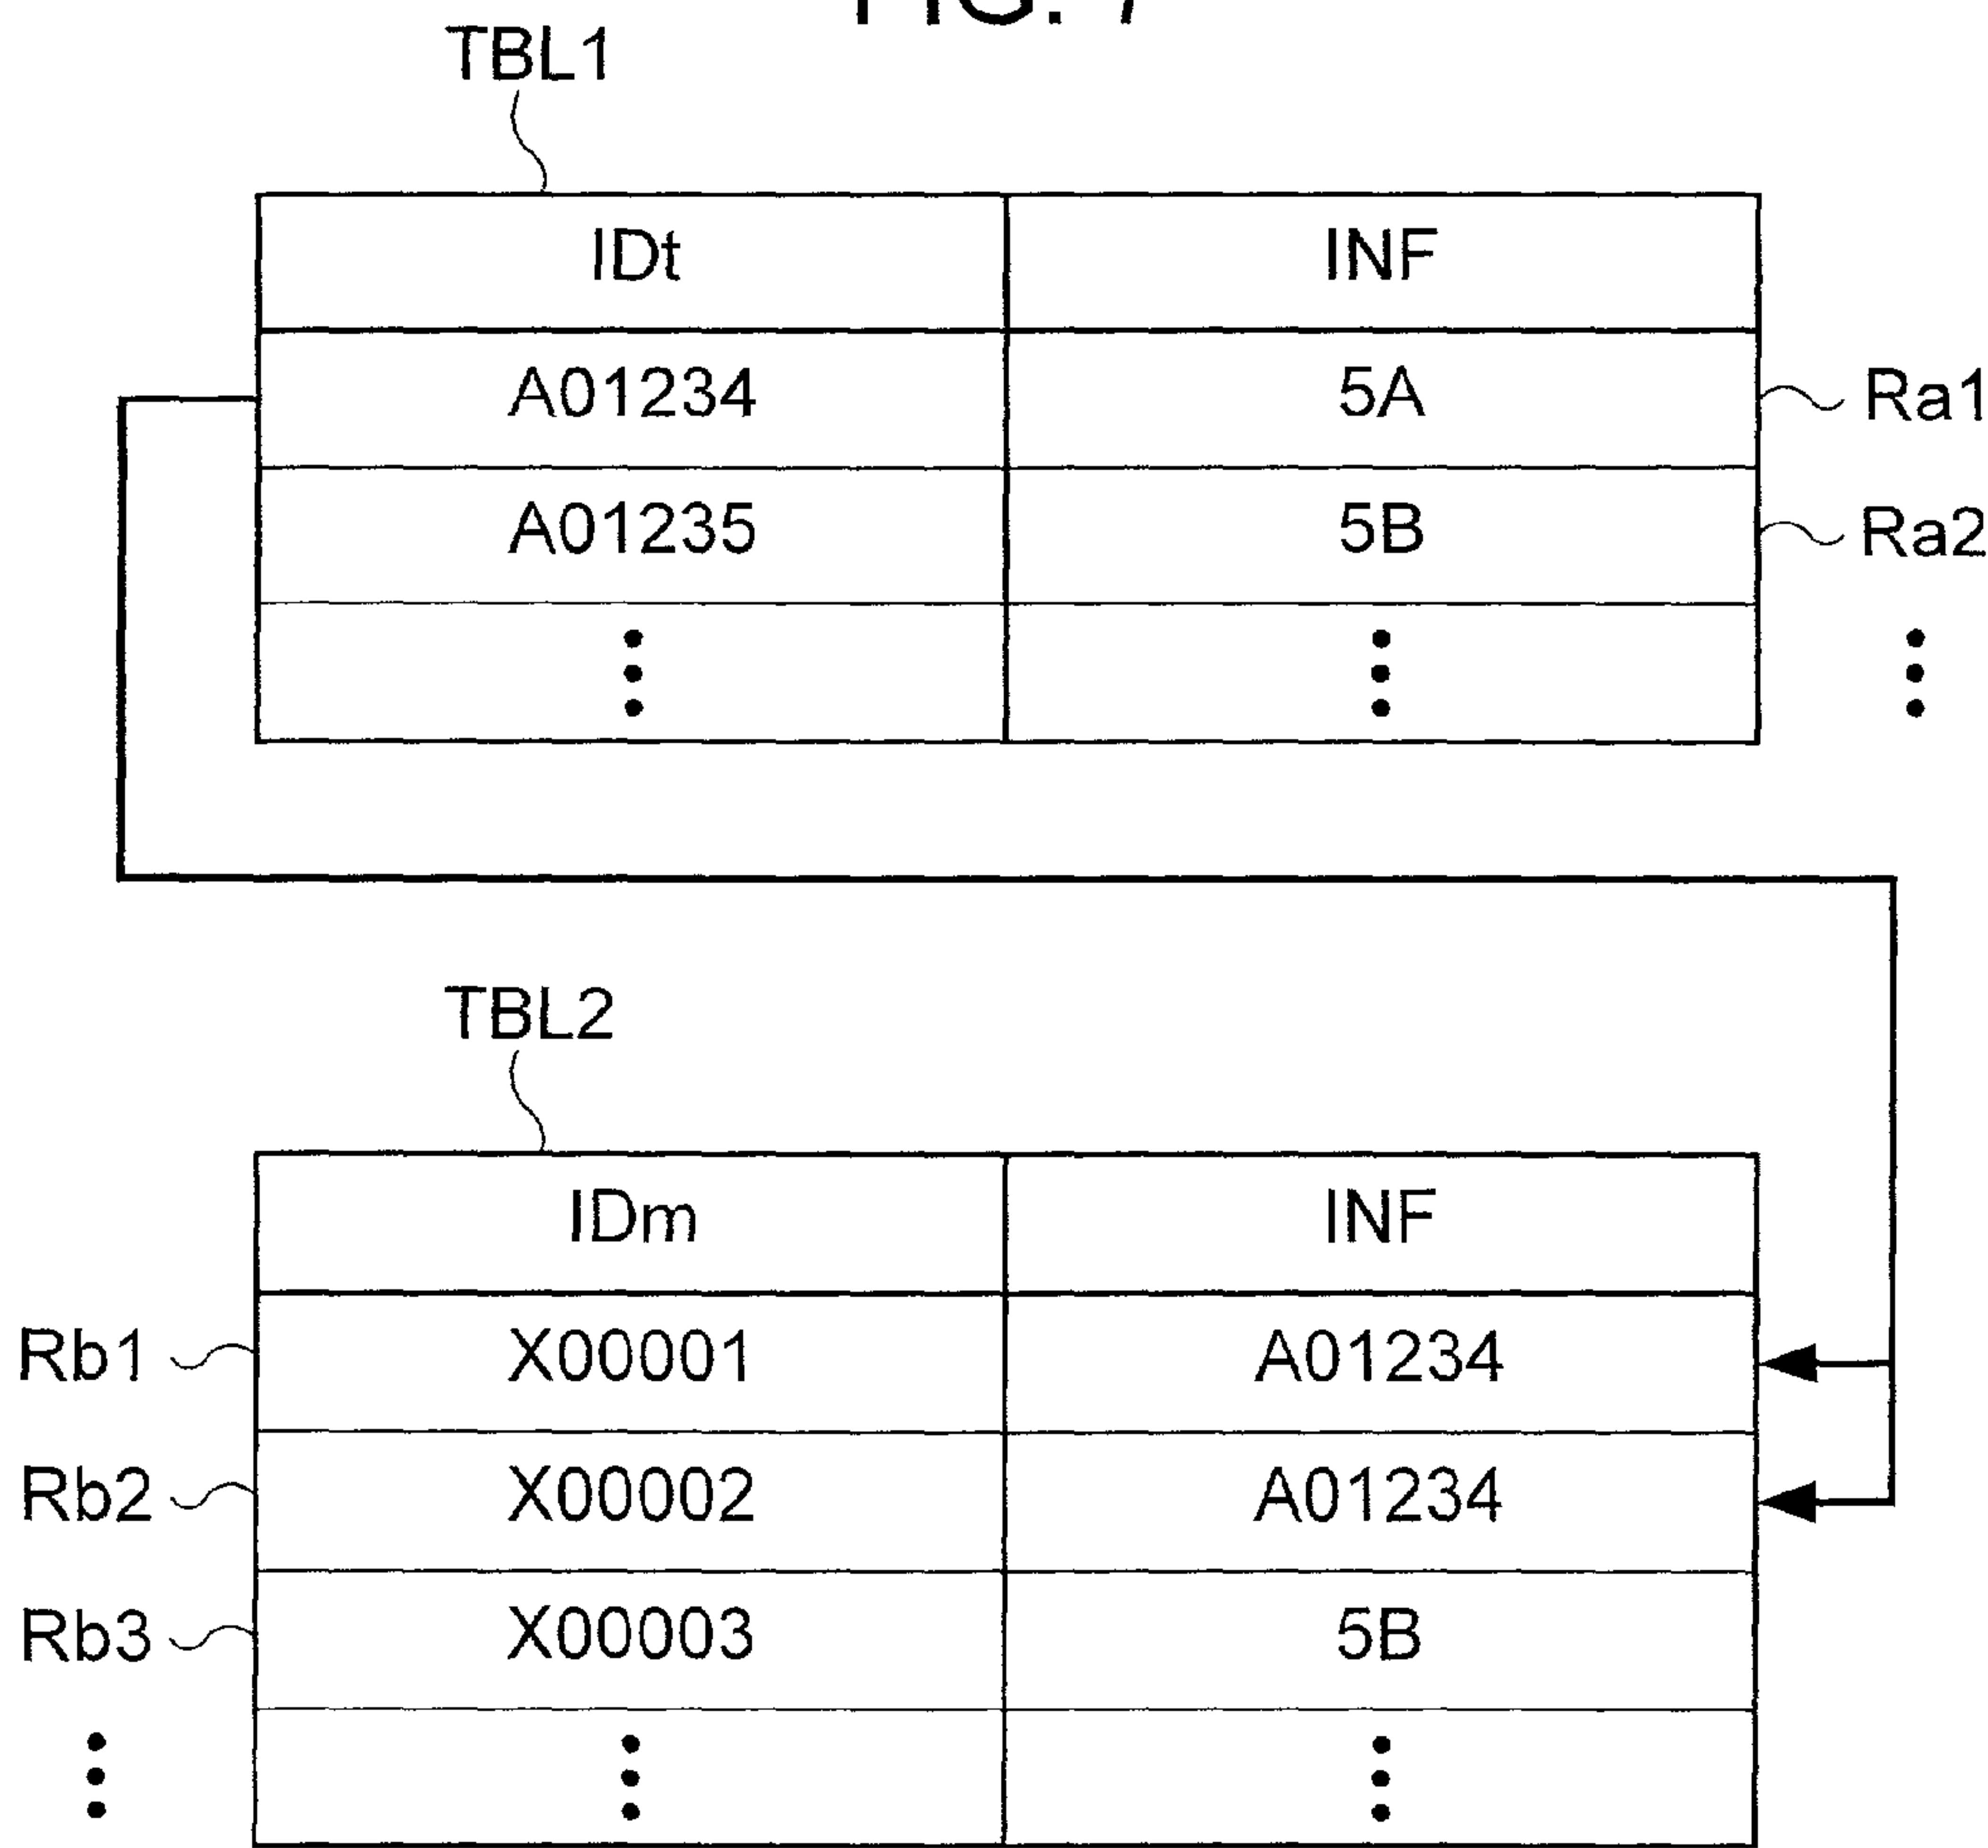 TBL1
IDt INF
A01234 5A Ra1
A01235 5B Ra2
TBL2
IDm INF
Rb1 X00001 A01234
Rb2 X00002 A01234
Rb3 X00003 5B